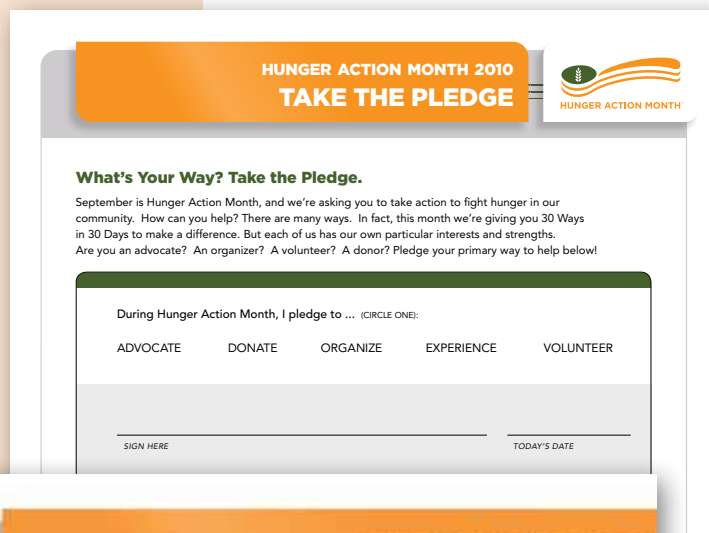 HUNGER ACTION MONTH 2010
TAKE THE PLEDGE
HUNGER ACTION MONTH
What's Your Way? Take the Pledge.
September is Hunger Action Month, and we're asking you to take action to fight hunger in our
community.  How can you help? There are many ways.  In fact, this month we're giving you 30 Ways
in 30 Days to make a difference. But each of us has our own particular interests and strengths.
Are you an advocate?  An organizer?  A volunteer?  A donor? Pledge your primary way to help below!
During Hunger Action Month, I pledge to ... (CIRCLE ONE):
ADVOCATE DONATE ORGANIZE EXPERIENCE VOLUNTEER
SIGN HERE TODAY'S DATE